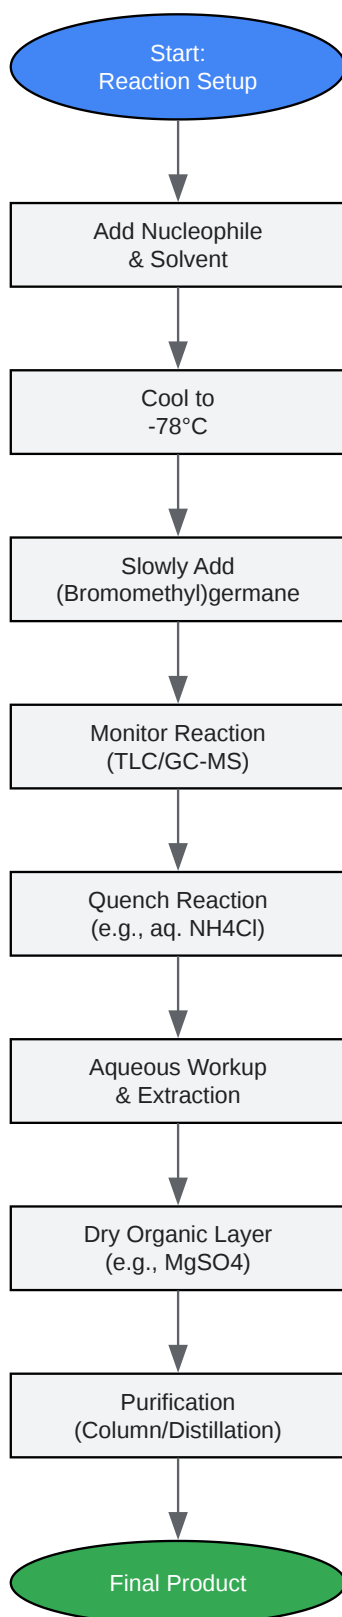 Start:
Reaction Setup
Add Nucleophile
& Solvent
Cool to
-78°C
Slowly Add
(Bromomethyl)germane
Monitor Reaction
(TLC/GC-MS)
Quench Reaction
(e.g., aq. NH4Cl)
Aqueous Workup
& Extraction
Dry Organic Layer
(e.g., MgSO4)
Purification
(Column/Distillation)
Final Product